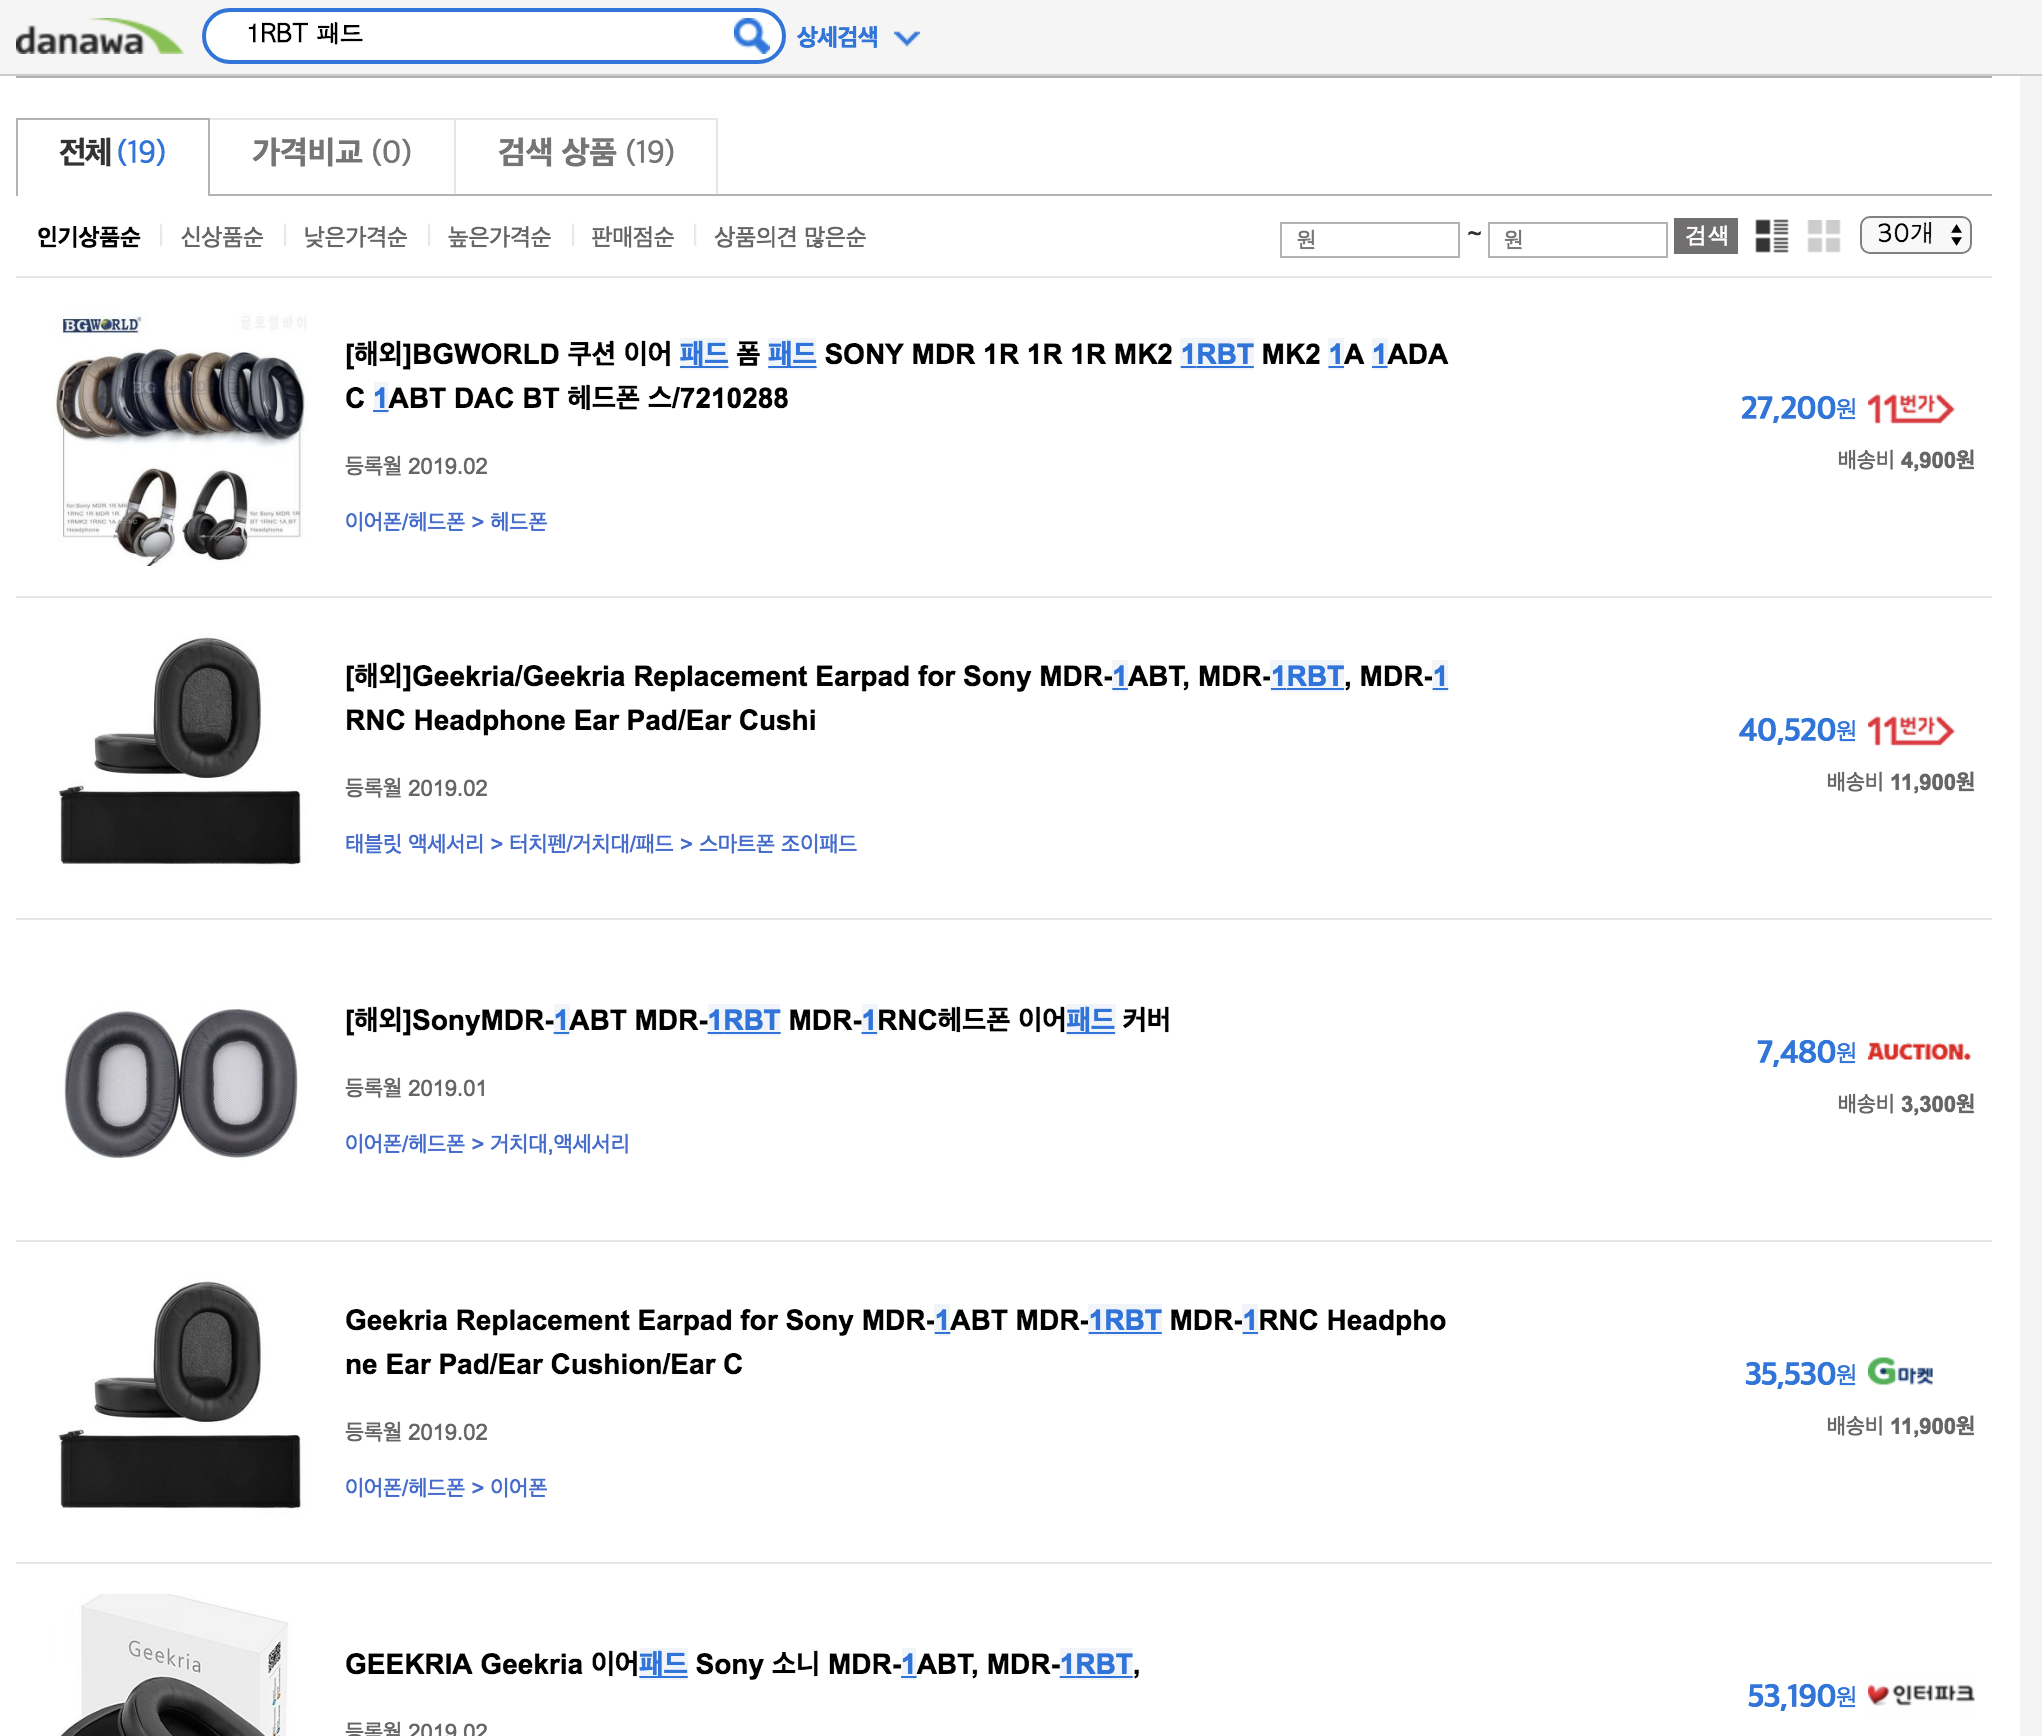 danawa
1RBT 패드
상세검색
전체 (19)
가격비교 (0)
검색 상품 (19)
인기상품순
신상품순
낮은가격순
높은가격순
판매점순
상품의견 많은순
원 ~ 원 검색
30개
BGWORLD
글로벌바이
[해외]BGWORLD 쿠션 이어 패드 폼 패드 SONY MDR 1R 1R 1R MK2 1RBT MK2 1A 1ADA
C 1ABT DAC BT 헤드폰 스/7210288
등록월 2019.02
이어폰/헤드폰 > 헤드폰
27,200원 11번가
배송비 4,900원
[해외]Geekria/Geekria Replacement Earpad for Sony MDR-1ABT, MDR-1RBT, MDR-1
RNC Headphone Ear Pad/Ear Cushi
등록월 2019.02
태블릿 액세서리 > 터치펜/거치대/패드 > 스마트폰 조이패드
40,520원 11번가
배송비 11,900원
[해외]SonyMDR-1ABT MDR-1RBT MDR-1RNC헤드폰 이어패드 커버
등록월 2019.01
이어폰/헤드폰 > 거치대,액세서리
7,480원 AUCTION.
배송비 3,300원
Geekria Replacement Earpad for Sony MDR-1ABT MDR-1RBT MDR-1RNC Headpho
ne Ear Pad/Ear Cushion/Ear C
등록월 2019.02
이어폰/헤드폰 > 이어폰
35,530원 G마켓
배송비 11,900원
Geekria
GEEKRIA Geekria 이어패드 Sony 소니 MDR-1ABT, MDR-1RBT,
등록월 2019.02
53,190원 인터파크